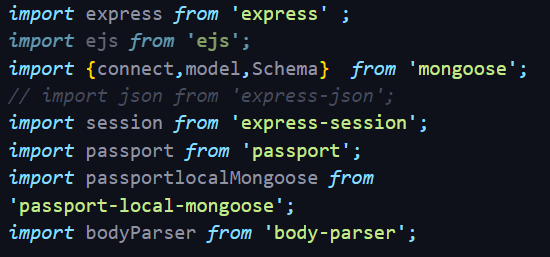 import express from 'express' ;
import ejs from 'ejs';
import {connect,model,Schema}  from 'mongoose';
// import json from 'express-json';
import session from 'express-session';
import passport from 'passport';
import passportlocalMongoose from
'passport-local-mongoose';
import bodyParser from 'body-parser';